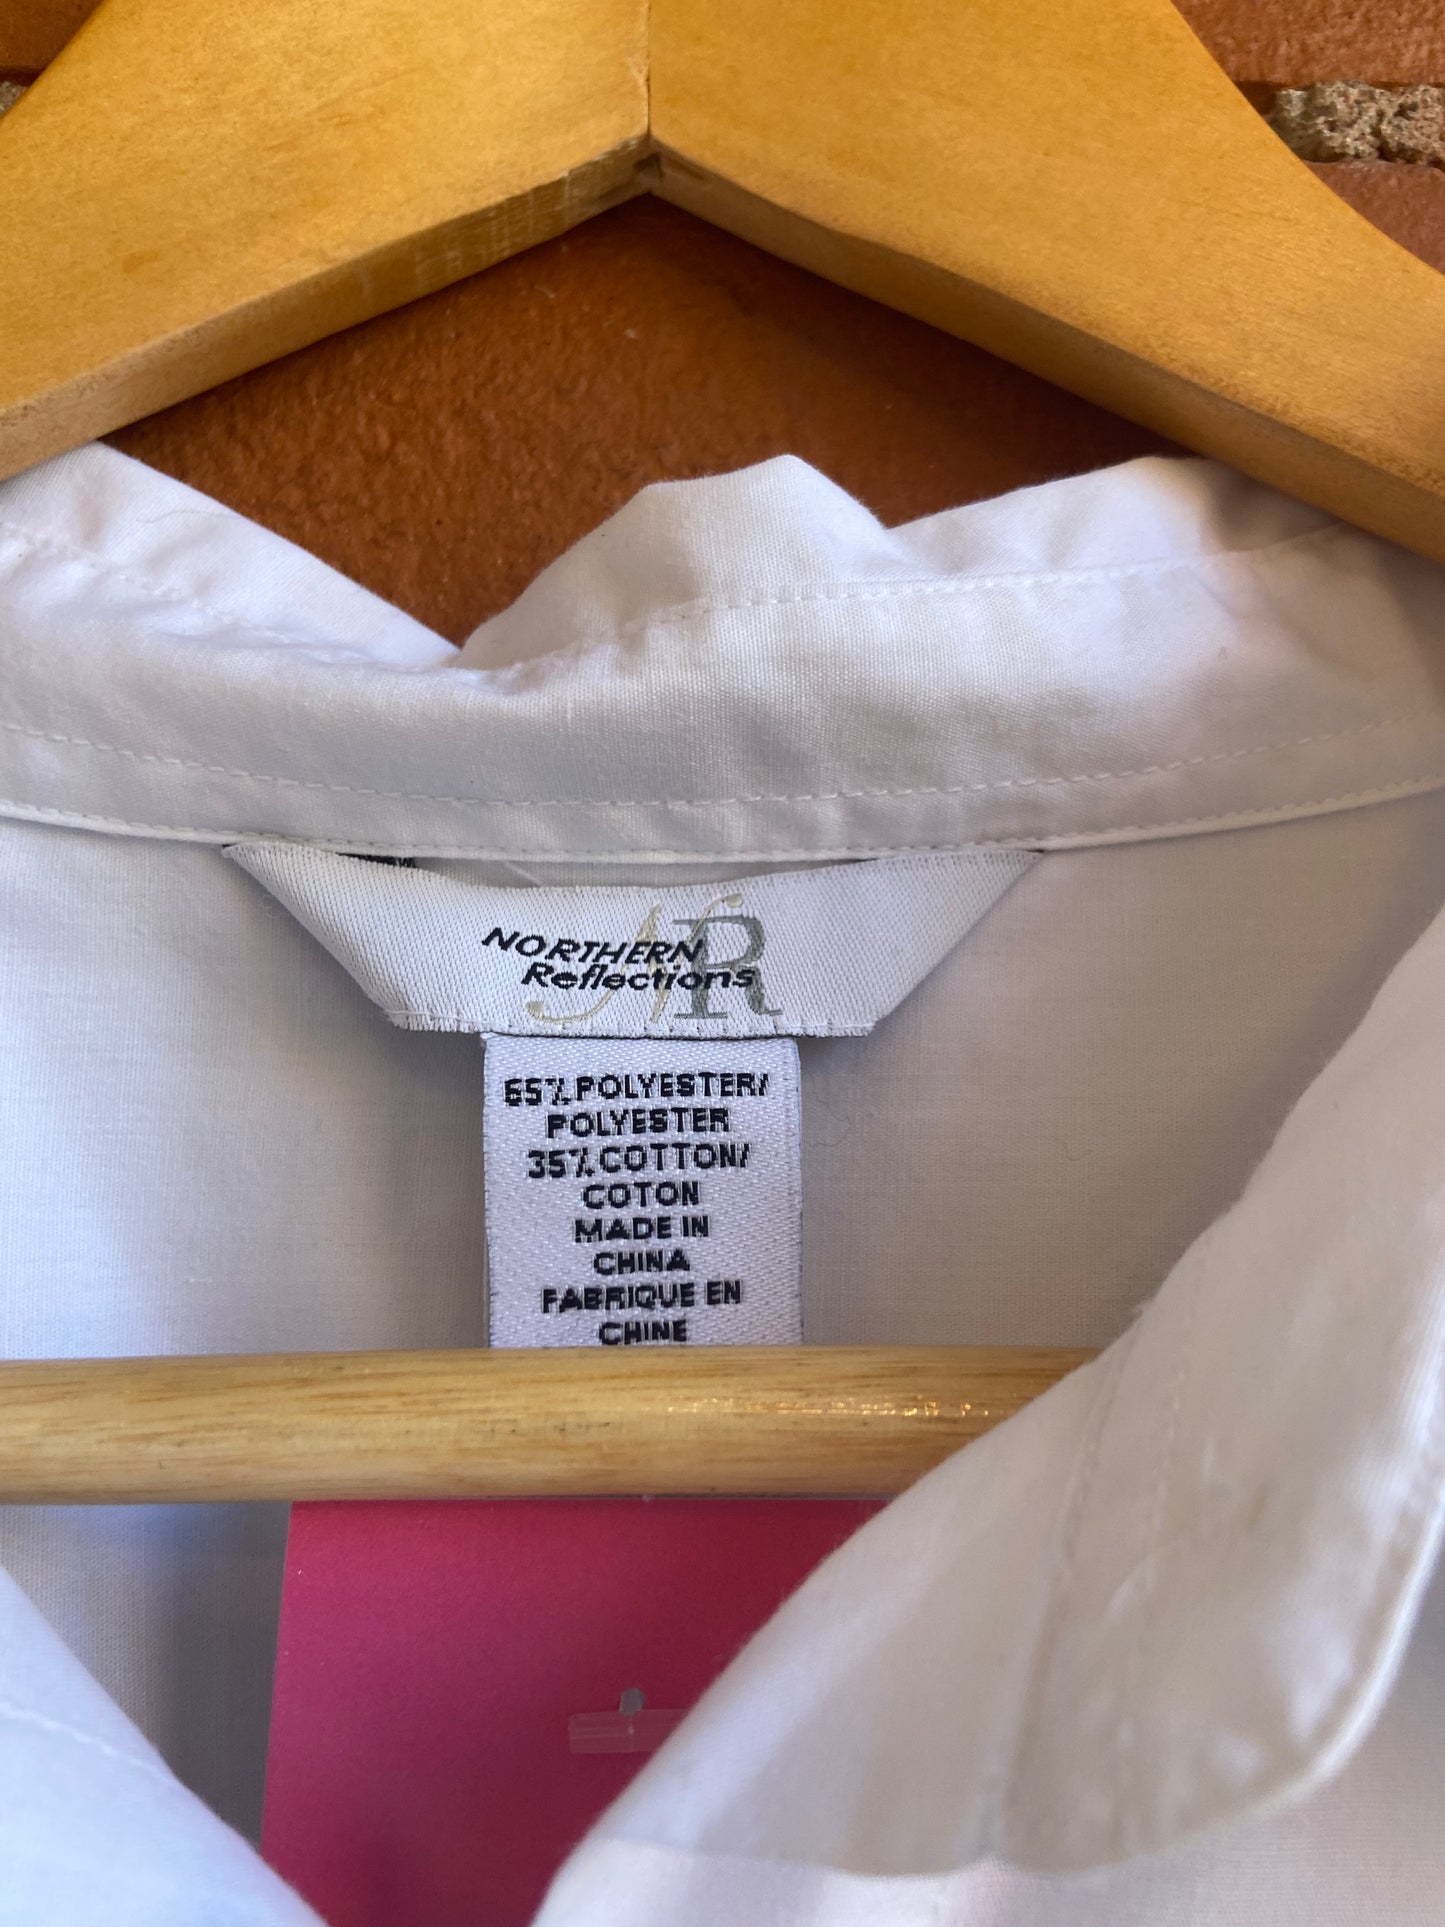 NR
NORTHERN
Reflections
65% POLYESTER/
POLYESTER
35% COTTON/
COTON
MADE IN
CHINA
FABRIQUE EN
CHINE